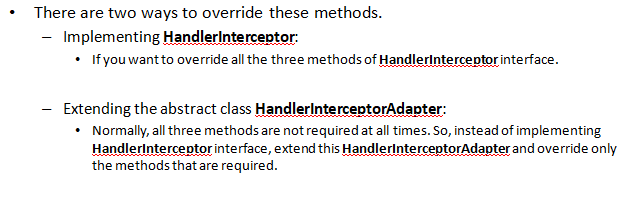 • There are two ways to override these methods.
– Implementing HandlerInterceptor:
• If you want to override all the three methods of HandlerInterceptor interface.
– Extending the abstract class HandlerInterceptorAdapter:
• Normally, all three methods are not required at all times. So, instead of implementing
HandlerInterceptor interface, extend this HandlerInterceptorAdapter and override only
the methods that are required.